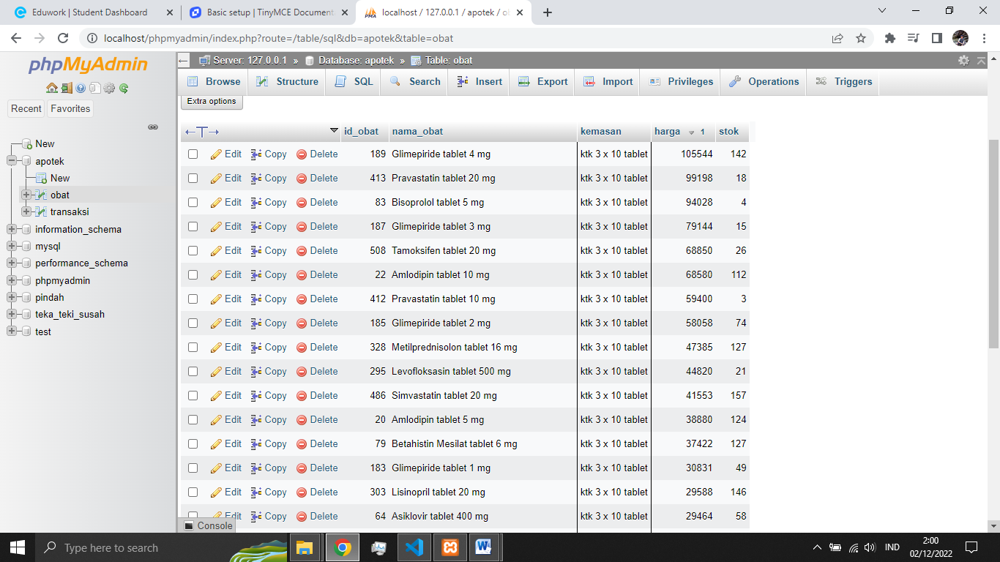 Eduwork | Student Dashboard
Basic setup | TinyMCE Document
localhost / 127.0.0.1 / apotek / o
localhost/phpmyadmin/index.php?route=/table/sql&db=apotek&table=obat
phpMyAdmin
Recent Favorites
New
apotek
New
obat
transaksi
information_schema
mysql
performance_schema
phpmyadmin
pindah
teka_teki_susah
test
Server: 127.0.0.1 » Database: apotek » Table: obat
Browse Structure SQL Search Insert Export Import Privileges Operations Triggers
Extra options
←T→ id_obat nama_obat kemasan harga 1 stok
Edit Copy Delete 189 Glimepiride tablet 4 mg ktk 3 x 10 tablet 105544 142
Edit Copy Delete 413 Pravastatin tablet 20 mg ktk 3 x 10 tablet 99198 18
Edit Copy Delete 83 Bisoprolol tablet 5 mg ktk 3 x 10 tablet 94028 4
Edit Copy Delete 187 Glimepiride tablet 3 mg ktk 3 x 10 tablet 79144 15
Edit Copy Delete 508 Tamoksifen tablet 20 mg ktk 3 x 10 tablet 68850 26
Edit Copy Delete 22 Amlodipin tablet 10 mg ktk 3 x 10 tablet 68580 112
Edit Copy Delete 412 Pravastatin tablet 10 mg ktk 3 x 10 tablet 59400 3
Edit Copy Delete 185 Glimepiride tablet 2 mg ktk 3 x 10 tablet 58058 74
Edit Copy Delete 328 Metilprednisolon tablet 16 mg ktk 3 x 10 tablet 47385 127
Edit Copy Delete 295 Levofloksasin tablet 500 mg ktk 3 x 10 tablet 44820 21
Edit Copy Delete 486 Simvastatin tablet 20 mg ktk 3 x 10 tablet 41553 157
Edit Copy Delete 20 Amlodipin tablet 5 mg ktk 3 x 10 tablet 38880 124
Edit Copy Delete 79 Betahistin Mesilat tablet 6 mg ktk 3 x 10 tablet 37422 127
Edit Copy Delete 183 Glimepiride tablet 1 mg ktk 3 x 10 tablet 30831 49
Edit Copy Delete 303 Lisinopril tablet 20 mg ktk 3 x 10 tablet 29588 146
Edit Copy Delete 64 Asiklovir tablet 400 mg ktk 3 x 10 tablet 29464 58
Console
Type here to search
IND
2:00
02/12/2022